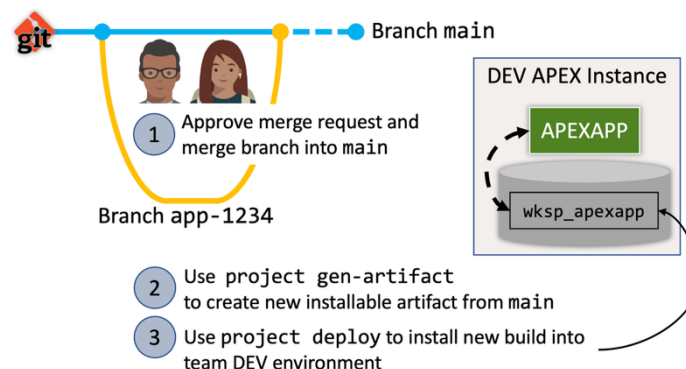 git
Branch main
DEV APEX Instance
APEXAPP
1
Approve merge request and
merge branch into main
wksp_apexapp
Branch app-1234
2
Use project gen-artifact
to create new installable artifact from main
3
Use project deploy to install new build into
team DEV environment